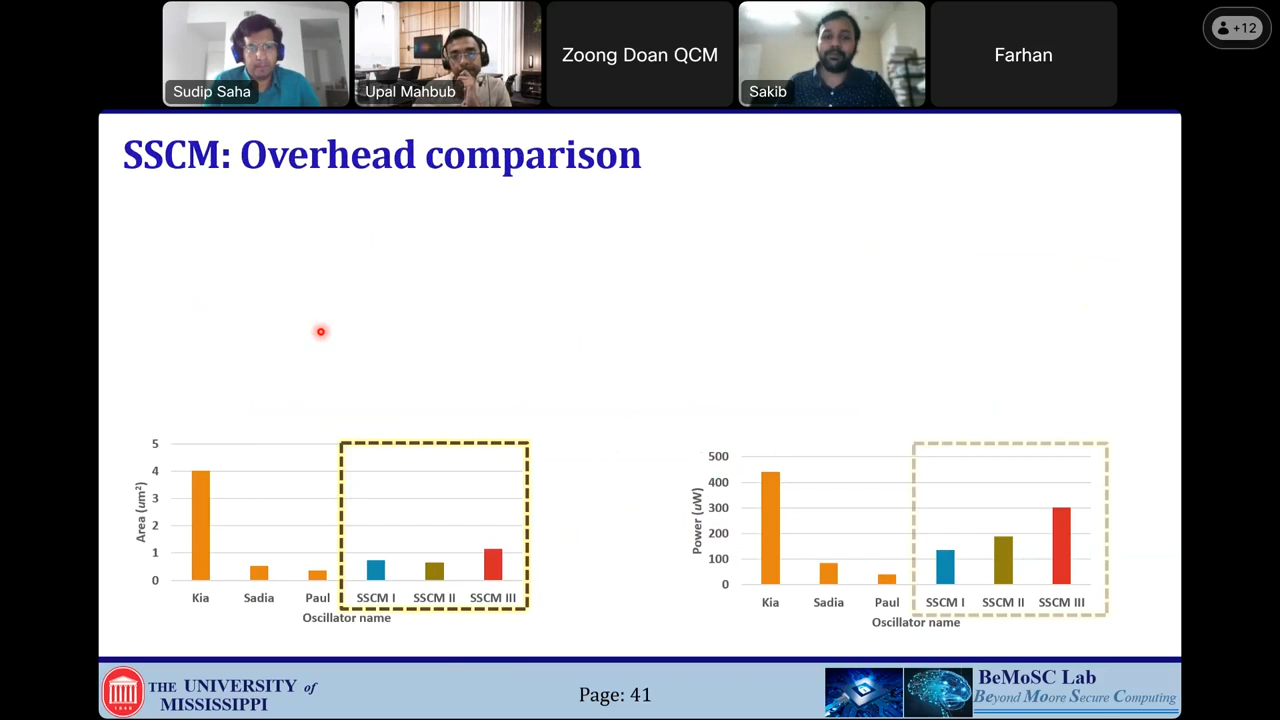 +12
Sudip Saha
Upal Mahbub
Zoong Doan QCM
Sakib
Farhan
SSCM: Overhead comparison
5
4
3
2
1
0
Area (um²)
Kia Sadia Paul SSCM I SSCM II SSCM III
Oscillator name
500
400
300
200
100
0
Power (uW)
Kia Sadia Paul SSCM I SSCM II SSCM III
Oscillator name
THE UNIVERSITY of
MISSISSIPPI
1848
Page: 41
BeMoSC Lab
Beyond Moore Secure Computing